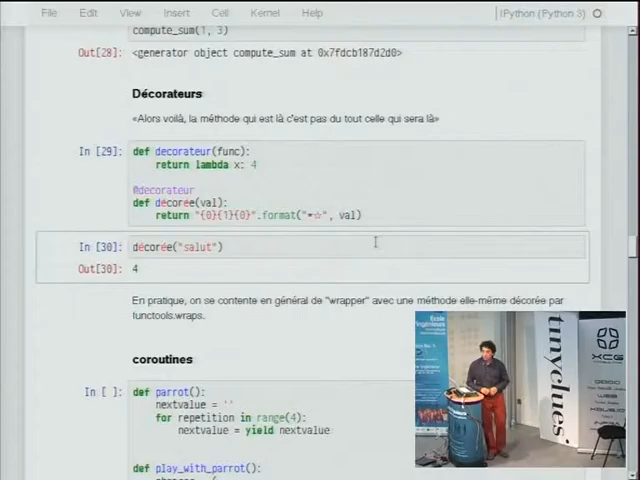 File Edit View Insert Cell Kernel Help IPython (Python 3)
compute_sum(1, 3)
Out[28]: <generator object compute_sum at 0x7fdcb187d2d0>
Décorateurs
«Alors voilà, la méthode qui est là c'est pas du tout celle qui sera là»
In [29]: def decorateur(func):
return lambda x: 4
@decorateur
def décorée(val):
return "{0}{1}{0}".format("★☆", val)
In [30]: décorée("salut")
Out[30]: 4
En pratique, on se contente en général de "wrapper" avec une méthode elle-même décorée par
functools.wraps.
coroutines
In [ ]: def parrot():
nextvalue = ''
for repetition in range(4):
nextvalue = yield nextvalue
def play_with_parrot():
tinyclues
XCG